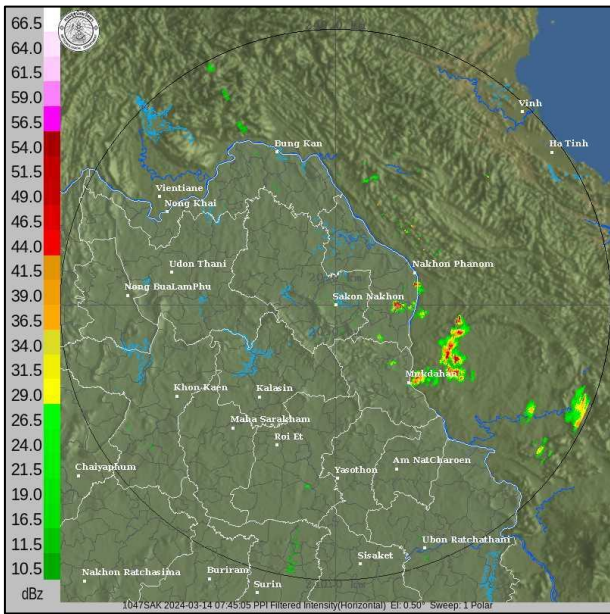 66.5
64.0
61.5
59.0
56.5
54.0
51.5
49.0
46.5
44.0
41.5
39.0
36.5
34.0
31.5
29.0
26.5
24.0
21.5
19.0
16.5
14.0
11.5
10.5
dBz
Vinh
Ha Tinh
Bung Kan
Vientiane
Nong Khai
Udon Thani
Nakhon Phanom
Nong BuaLamPhu
Sakon Nakhon
Mukdahan
Khon Kaen
Kalasin
Maha Sarakham
Roi Et
Chaiyaphum
Am NatCharoen
Yasothon
Ubon Ratchathani
Sisaket
Nakhon Ratchasima
Buriram
Surin
1047SAK 2024-03-14 07:45:05 PPI Filtered Intensity(Horizontal) El: 0.50° Sweep: 1 Polar